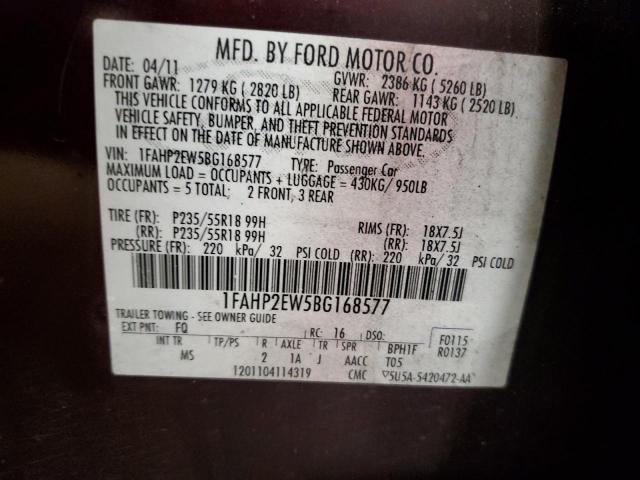 MFD. BY FORD MOTOR CO.
DATE: 04/11 GVWR: 2386 KG ( 5260 LB)
FRONT GAWR: 1279 KG ( 2820 LB) REAR GAWR: 1143 KG ( 2520 LB)
THIS VEHICLE CONFORMS TO ALL APPLICABLE FEDERAL MOTOR
VEHICLE SAFETY, BUMPER, AND THEFT PREVENTION STANDARDS
IN EFFECT ON THE DATE OF MANUFACTURE SHOWN ABOVE.
VIN: 1FAHP2EW5BG168577 TYPE: Passenger Car
MAXIMUM LOAD = OCCUPANTS + LUGGAGE = 430KG/ 950LB
OCCUPANTS = 5 TOTAL; 2 FRONT, 3 REAR
TIRE (FR): P235/55R18 99H RIMS (FR): 18X7.5J
(RR): P235/55R18 99H (RR): 18X7.5J
PRESSURE (FR): 220 kPa/ 32 PSI COLD (RR): 220 kPa/ 32 PSI COLD
1FAHP2EW5BG168577
TRAILER TOWING - SEE OWNER GUIDE
EXT PNT: FQ RC: 16 DSO: F0115
INT TR TP/PS R AXLE TR SPR BPH1F R0137
MS 2 1A J AACC T05
1201104114319 CMC 5U5A-5420472-AA